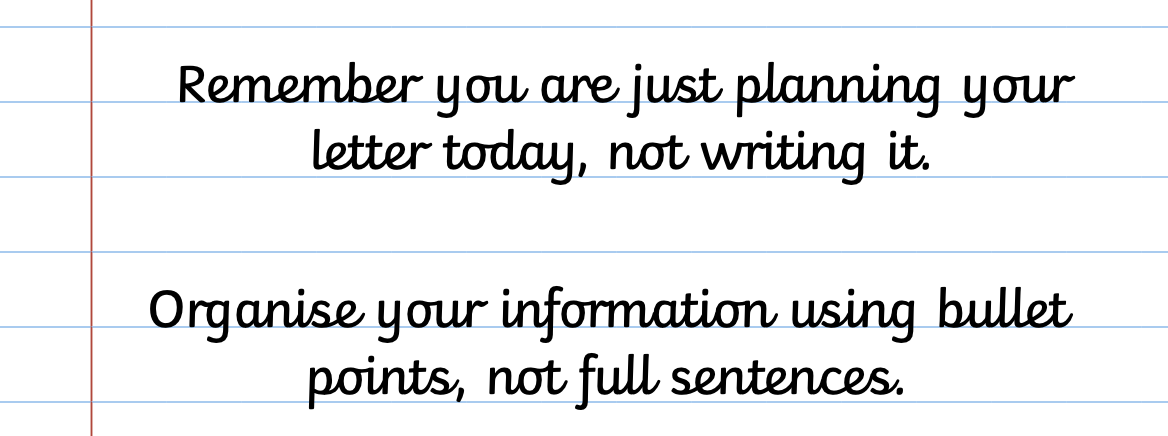 Remember you are just planning your
letter today, not writing it.
Organise your information using bullet
points, not full sentences.